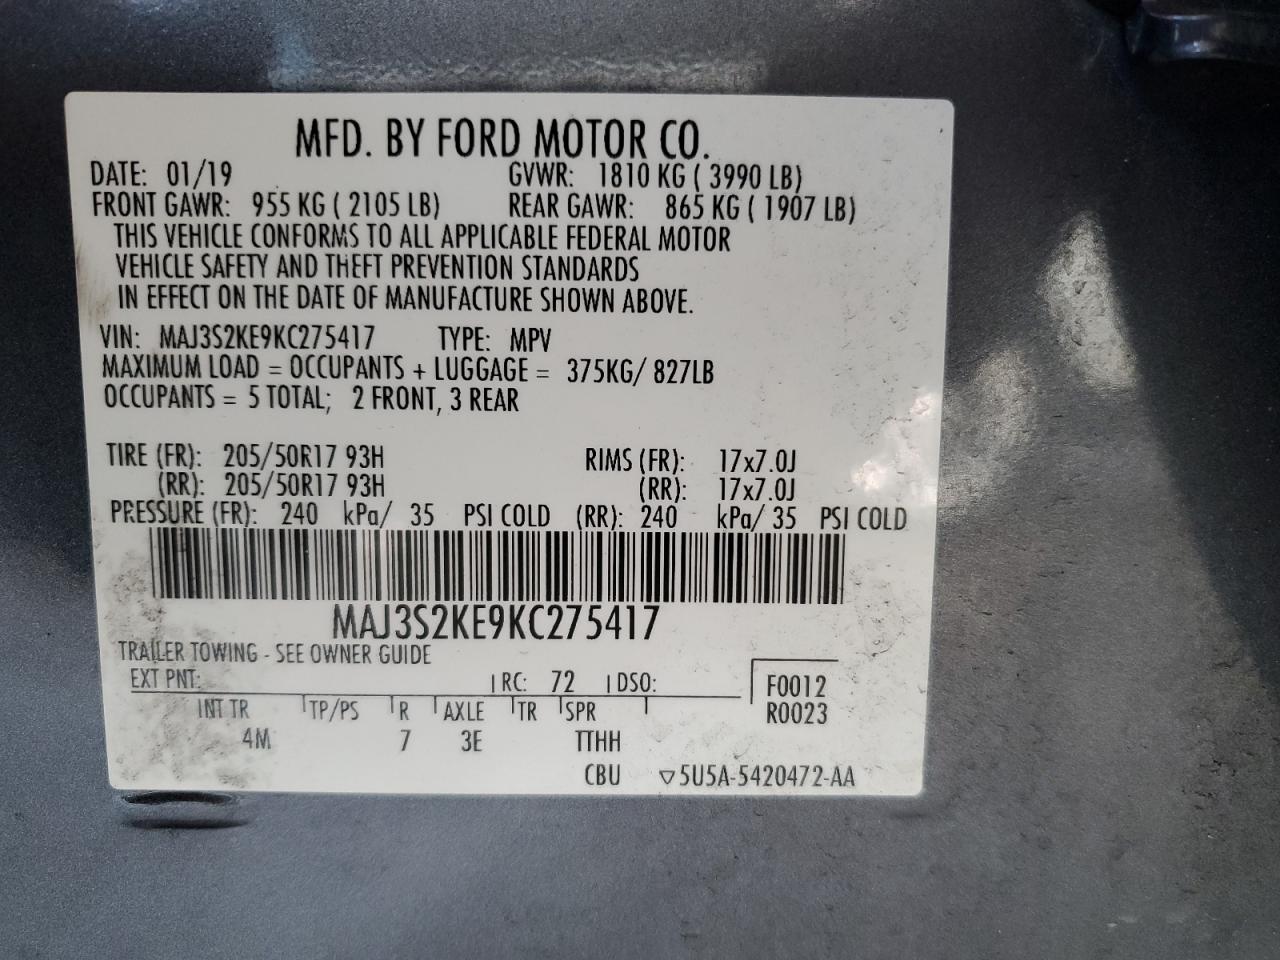 MFD. BY FORD MOTOR CO.
DATE: 01/19 GVWR: 1810 KG ( 3990 LB)
FRONT GAWR: 955 KG ( 2105 LB) REAR GAWR: 865 KG ( 1907 LB)
THIS VEHICLE CONFORMS TO ALL APPLICABLE FEDERAL MOTOR
VEHICLE SAFETY AND THEFT PREVENTION STANDARDS
IN EFFECT ON THE DATE OF MANUFACTURE SHOWN ABOVE.
VIN: MAJ3S2KE9KC275417 TYPE: MPV
MAXIMUM LOAD = OCCUPANTS + LUGGAGE = 375KG/ 827LB
OCCUPANTS = 5 TOTAL; 2 FRONT, 3 REAR
TIRE (FR): 205/50R17 93H RIMS (FR): 17x7.0J
(RR): 205/50R17 93H (RR): 17x7.0J
PRESSURE (FR): 240 kPa/ 35 PSI COLD (RR): 240 kPa/ 35 PSI COLD
MAJ3S2KE9KC275417
TRAILER TOWING - SEE OWNER GUIDE
EXT PNT: RC: 72 DSO: F0012
INT TR TP/PS R AXLE TR SPR R0023
4M 7 3E TTHH
CBU ▽5U5A-5420472-AA